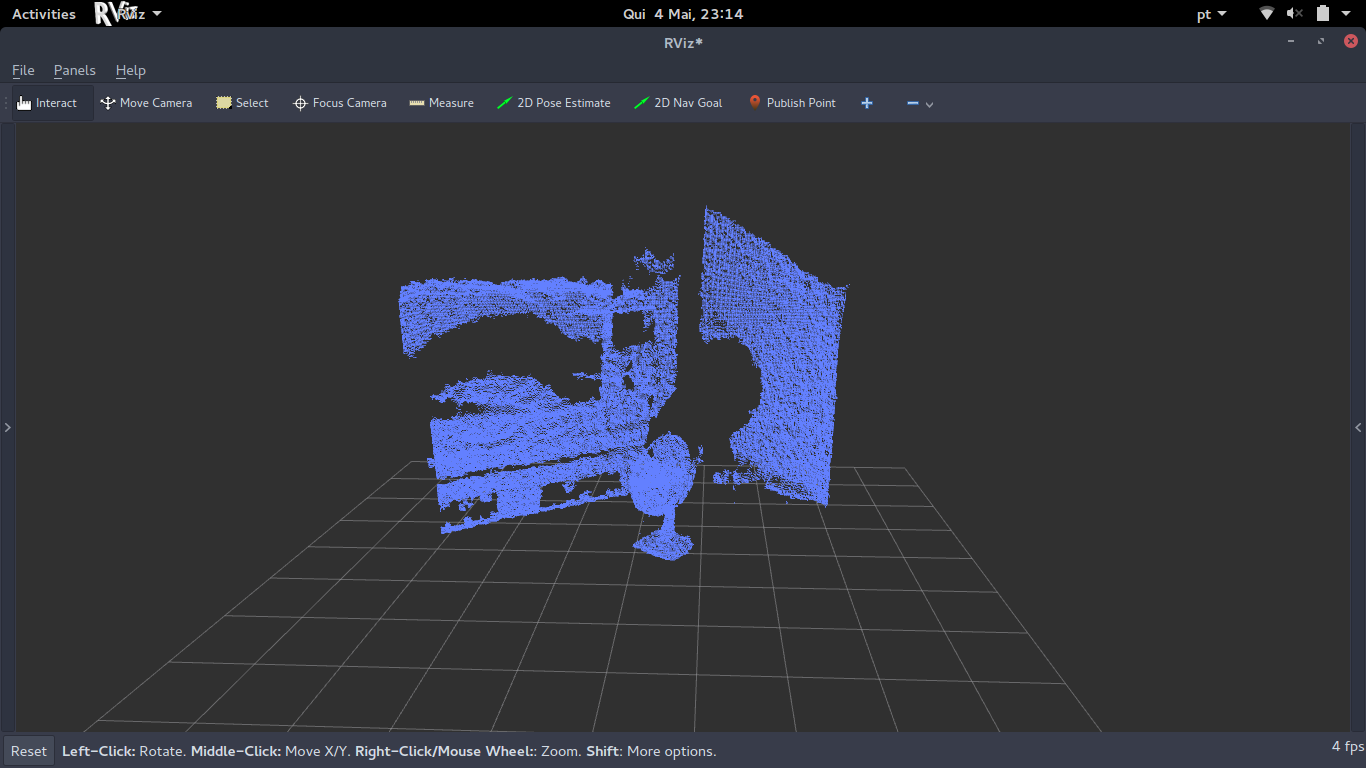 Activities RViz Qui 4 Mai, 23:14 pt
RViz*
File Panels Help
Interact Move Camera Select Focus Camera Measure 2D Pose Estimate 2D Nav Goal Publish Point
Reset Left-Click: Rotate. Middle-Click: Move X/Y. Right-Click/Mouse Wheel:: Zoom. Shift: More options. 4 fps